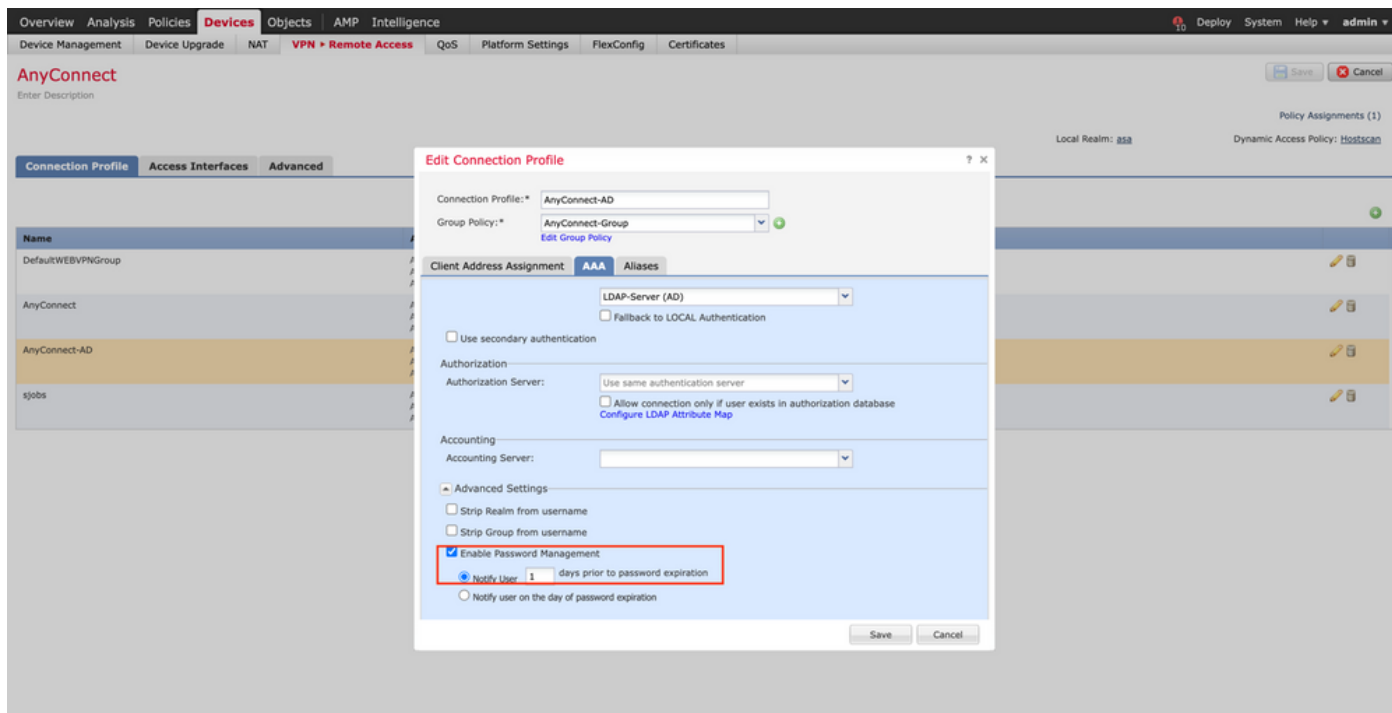 Overview Analysis Policies Devices Objects AMP Intelligence 10 Deploy System Help admin
Device Management Device Upgrade NAT VPN ▸ Remote Access QoS Platform Settings FlexConfig Certificates
AnyConnect
Save Cancel
Enter Description
Policy Assignments (1)
Local Realm: asa Dynamic Access Policy: Hostscan
Connection Profile Access Interfaces Advanced
Name
DefaultWEBVPNGroup
AnyConnect
AnyConnect-AD
sjobs
Edit Connection Profile ?
Connection Profile:* AnyConnect-AD
Group Policy:* AnyConnect-Group
Edit Group Policy
Client Address Assignment AAA Aliases
LDAP-Server (AD)
Fallback to LOCAL Authentication
Use secondary authentication
Authorization
Authorization Server: Use same authentication server
Allow connection only if user exists in authorization database
Configure LDAP Attribute Map
Accounting
Accounting Server:
Advanced Settings
Strip Realm from username
Strip Group from username
Enable Password Management
Notify User 1 days prior to password expiration
Notify user on the day of password expiration
Save Cancel